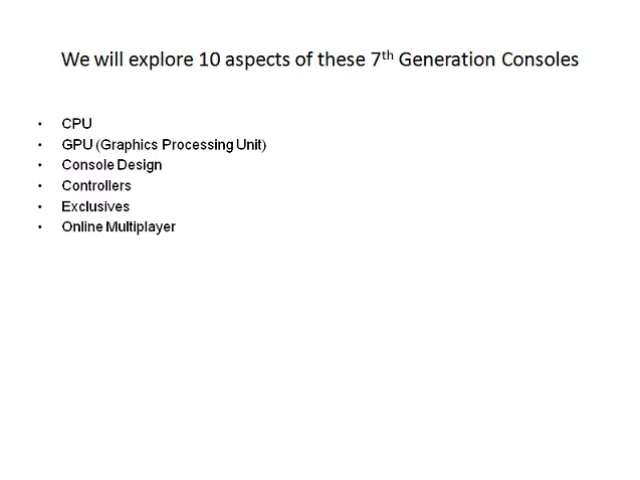 We will explore 10 aspects of these 7th Generation Consoles
• CPU
• GPU (Graphics Processing Unit)
• Console Design
• Controllers
• Exclusives
• Online Multiplayer